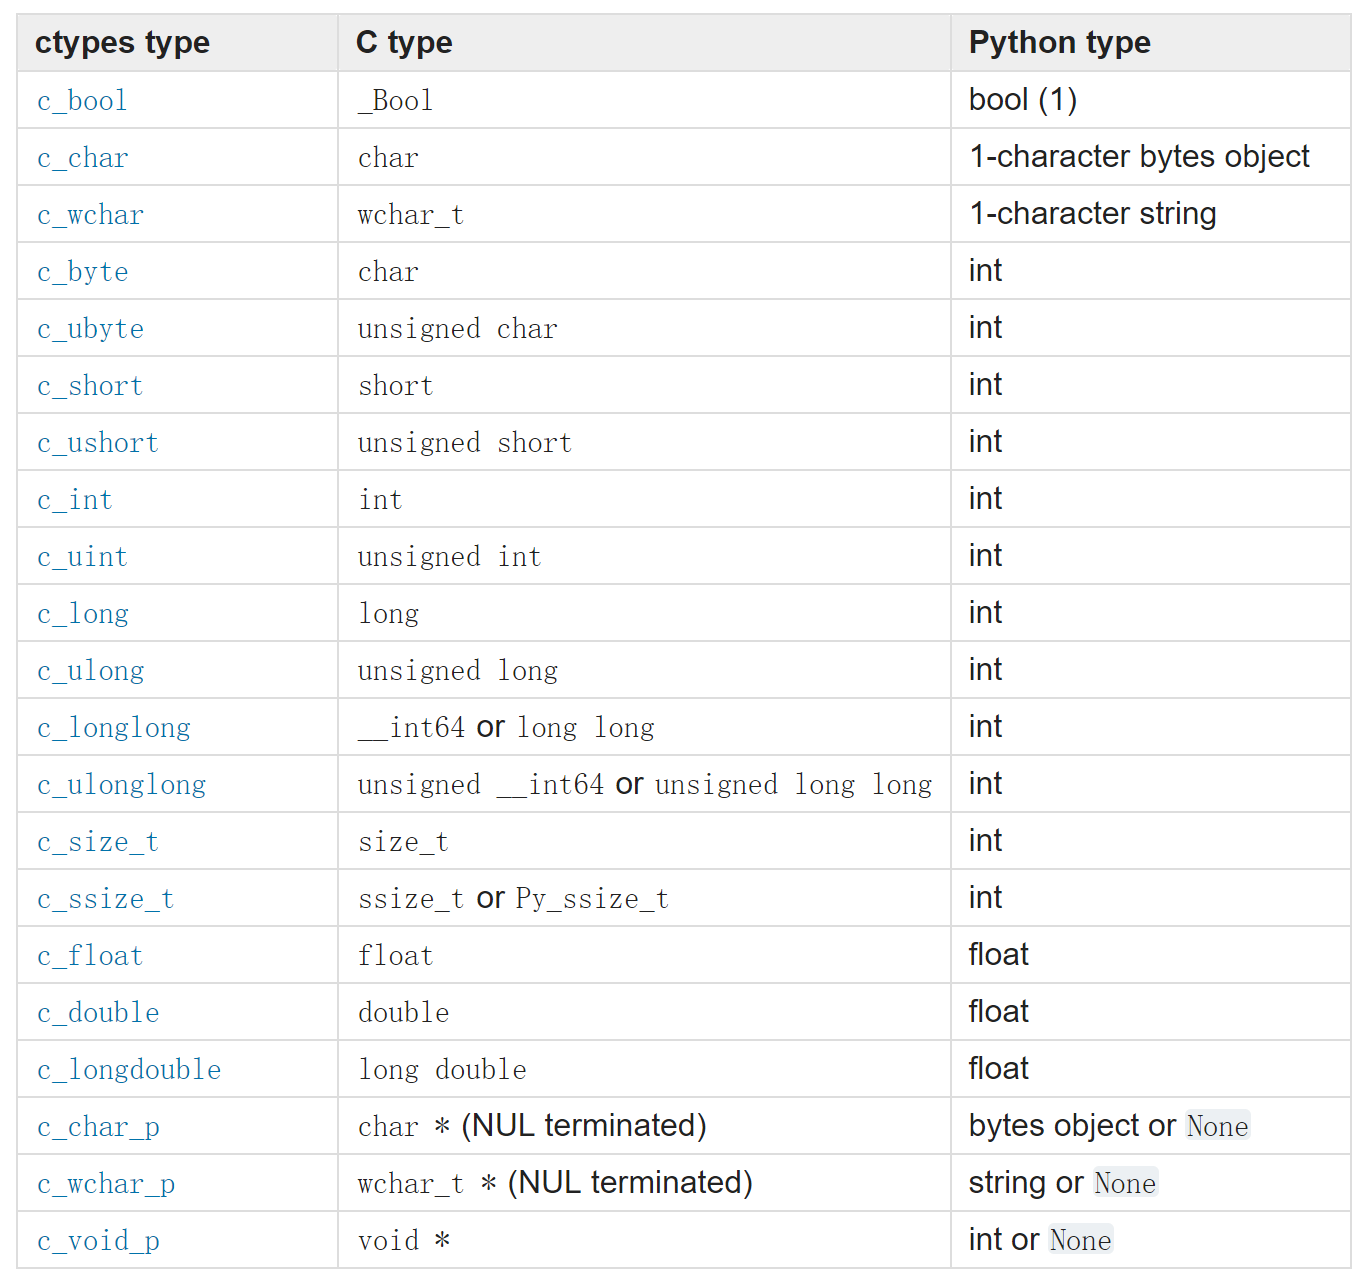 ctypes type C type Python type
c_bool _Bool bool (1)
c_char char 1-character bytes object
c_wchar wchar_t 1-character string
c_byte char int
c_ubyte unsigned char int
c_short short int
c_ushort unsigned short int
c_int int int
c_uint unsigned int int
c_long long int
c_ulong unsigned long int
c_longlong __int64 or long long int
c_ulonglong unsigned __int64 or unsigned long long int
c_size_t size_t int
c_ssize_t ssize_t or Py_ssize_t int
c_float float float
c_double double float
c_longdouble long double float
c_char_p char * (NUL terminated) bytes object or None
c_wchar_p wchar_t * (NUL terminated) string or None
c_void_p void * int or None